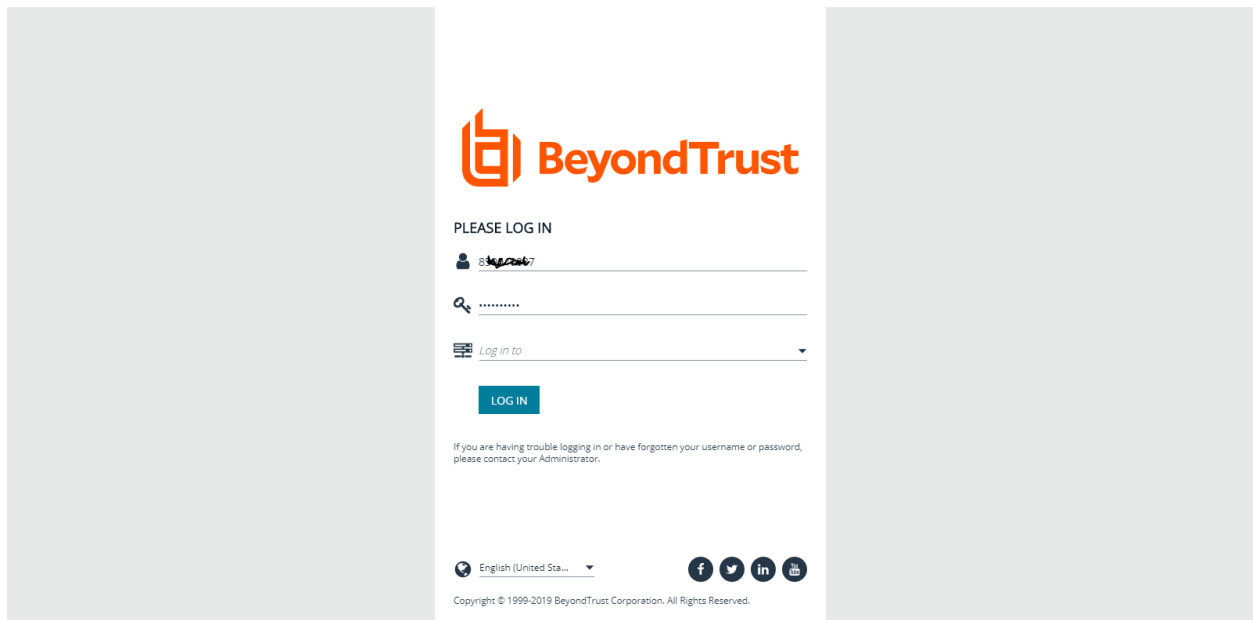 BeyondTrust
PLEASE LOG IN
••••••••••
Log in to
LOG IN
If you are having trouble logging in or have forgotten your username or password,
please contact your Administrator.
English (United Sta...
Copyright © 1999-2019 BeyondTrust Corporation. All Rights Reserved.